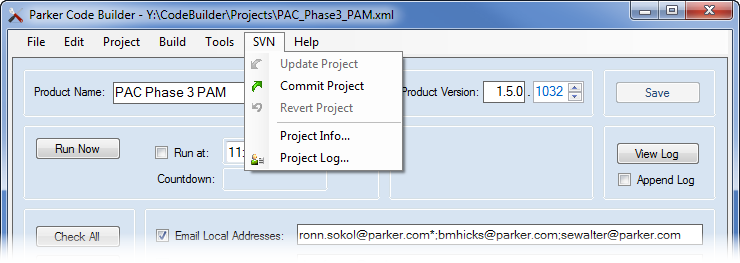 Parker Code Builder - Y:\CodeBuilder\Projects\PAC_Phase3_PAM.xml
File Edit Project Build Tools SVN Help
Update Project
Commit Project
Revert Project
Project Info...
Project Log...
Product Name: PAC Phase 3 PAM
Product Version: 1.5.0 . 1032
Save
Run Now
Run at: 11:
Countdown:
View Log
Append Log
Check All
Email Local Addresses: ronn.sokol@parker.com*;bmhicks@parker.com;sewalter@parker.com